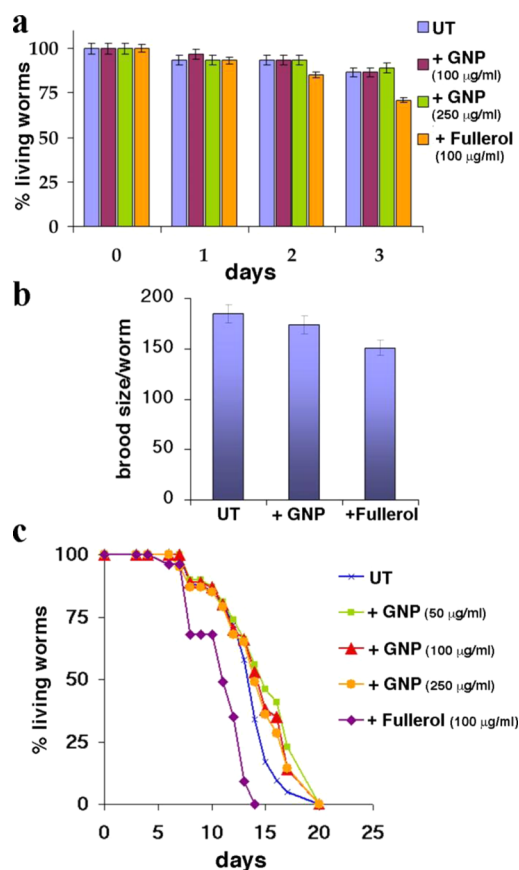 a
UT
+ GNP
(100 µg/ml)
+ GNP
(250 µg/ml)
+ Fullerol
(100 µg/ml)
% living worms
100
75
50
25
0
0 1 2 3
days
b
brood size/worm
200
150
100
50
0
UT + GNP +Fullerol
c
% living worms
100
75
50
25
0
0 5 10 15 20 25
days
UT
+ GNP (50 µg/ml)
+ GNP (100 µg/ml)
+ GNP (250 µg/ml)
+ Fullerol (100 µg/ml)